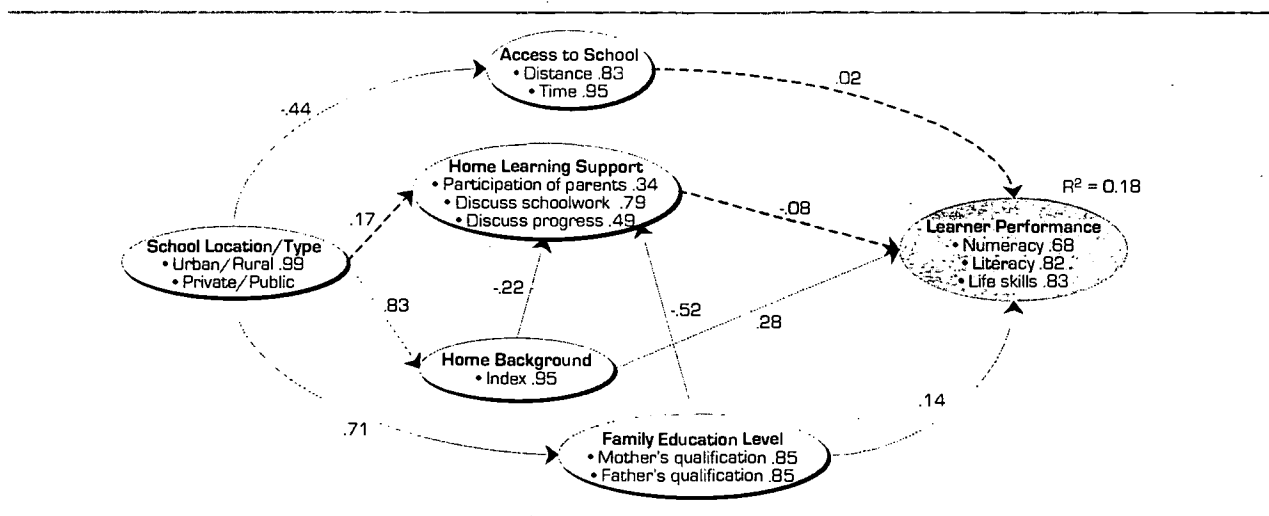 Access to School
• Distance .83
• Time .95
.02
-.44
Home Learning Support
• Participation of parents .34
• Discuss schoolwork .79
• Discuss progress .49
R² = 0.18
.17
-.08
Learner Performance
• Numeracy .68
• Literacy .82
• Life skills .83
School Location/Type
• Urban/Rural .99
• Private/Public
-.22
.83
-.52
.28
Home Background
• Index .95
.14
.71
Family Education Level
• Mother's qualification .85
• Father's qualification .85